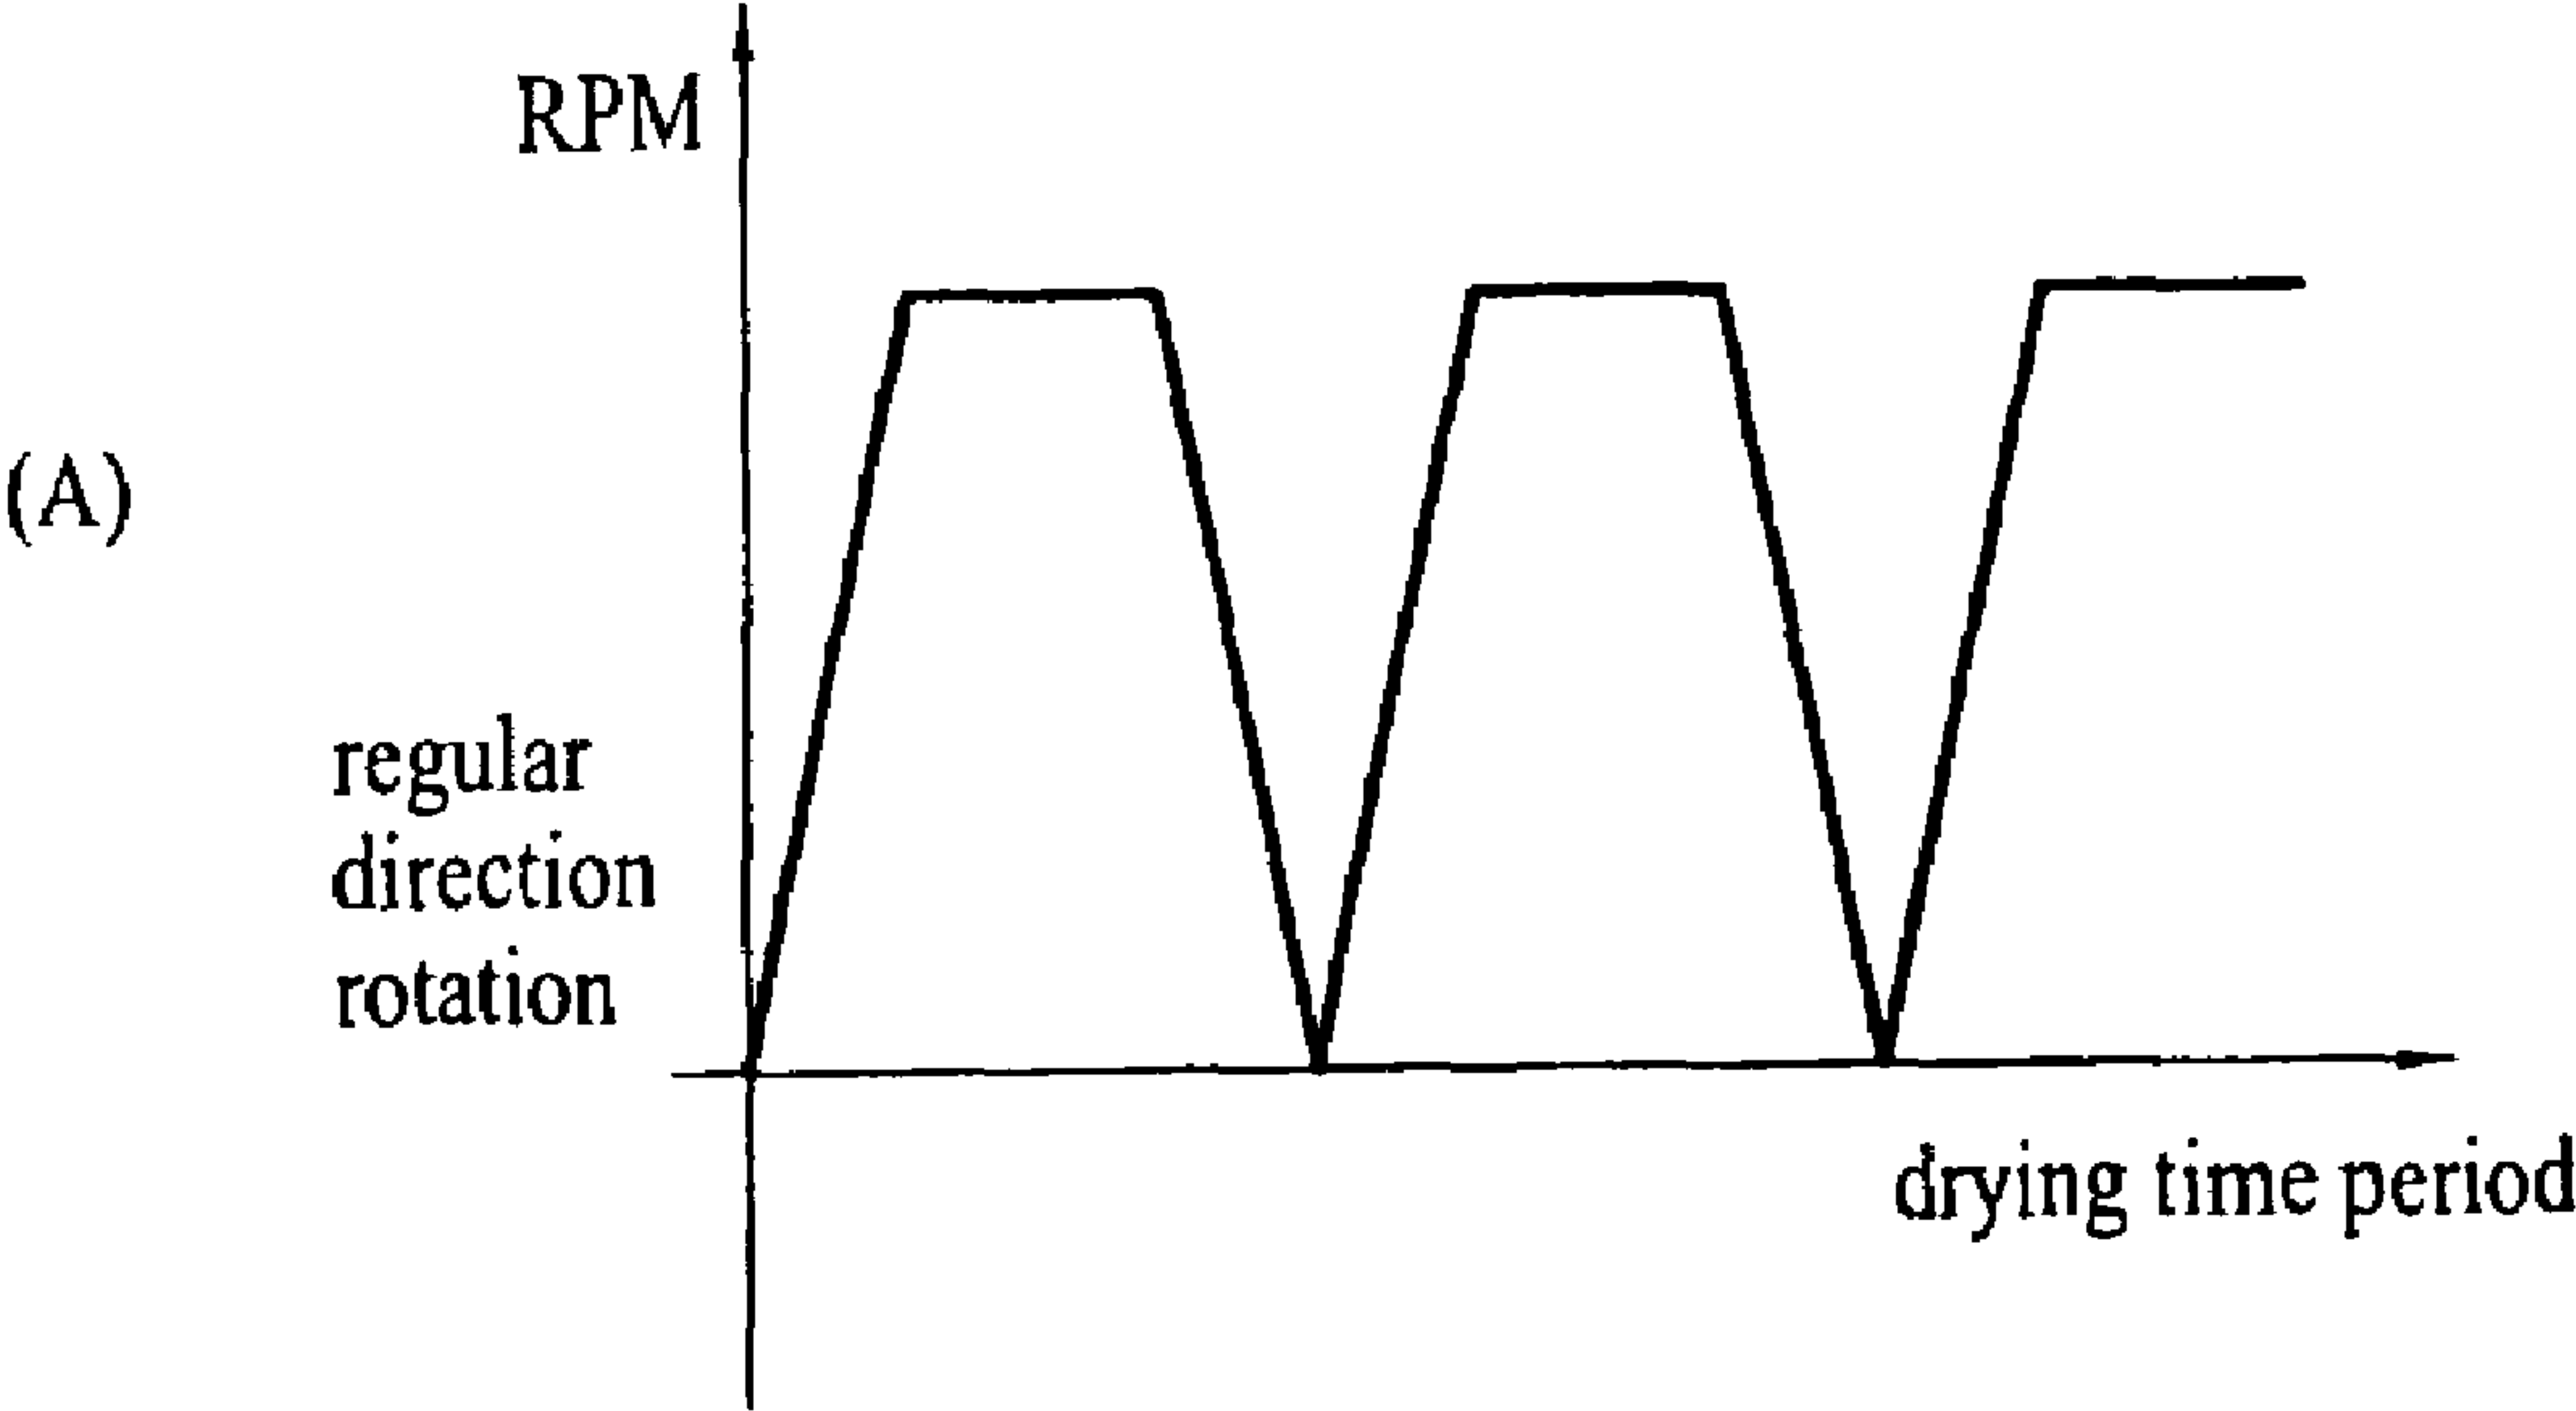 RPM
(A)
regular
direction
rotation
drying time period